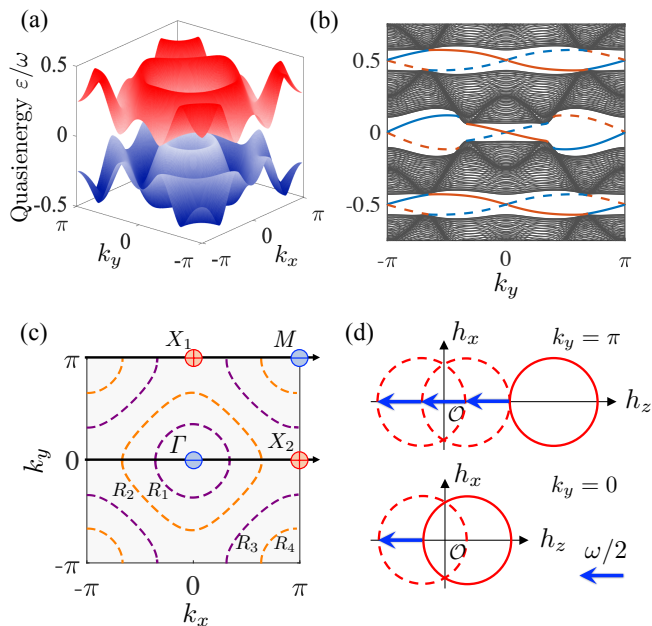 (a)
Quasienergy ε/ω
0.5
0
-0.5
π
k_y
0
-π
-π
0
k_x
π
(b)
0.5
0
-0.5
-π
0
π
k_y
(c)
X_1
M
π
Γ
X_2
k_y
0
R_2
R_1
R_3
R_4
-π
-π
0
π
k_x
(d)
h_x
k_y = π
𝒪
h_z
h_x
k_y = 0
𝒪
h_z
ω/2